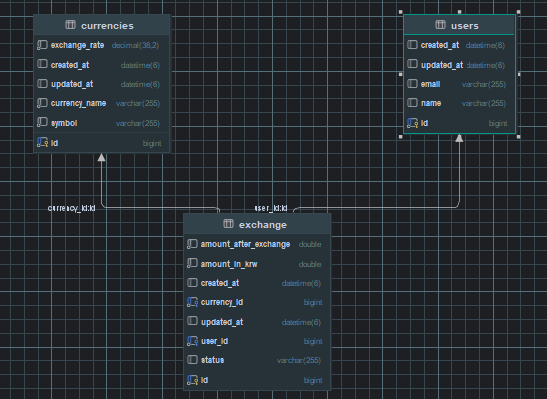 currencies
exchange_rate decimal(38,2)
created_at datetime(6)
updated_at datetime(6)
currency_name varchar(255)
symbol varchar(255)
id bigint
users
created_at datetime(6)
updated_at datetime(6)
email varchar(255)
name varchar(255)
id bigint
currency_id:id
user_id:id
exchange
amount_after_exchange double
amount_in_krw double
created_at datetime(6)
currency_id bigint
updated_at datetime(6)
user_id bigint
status varchar(255)
id bigint